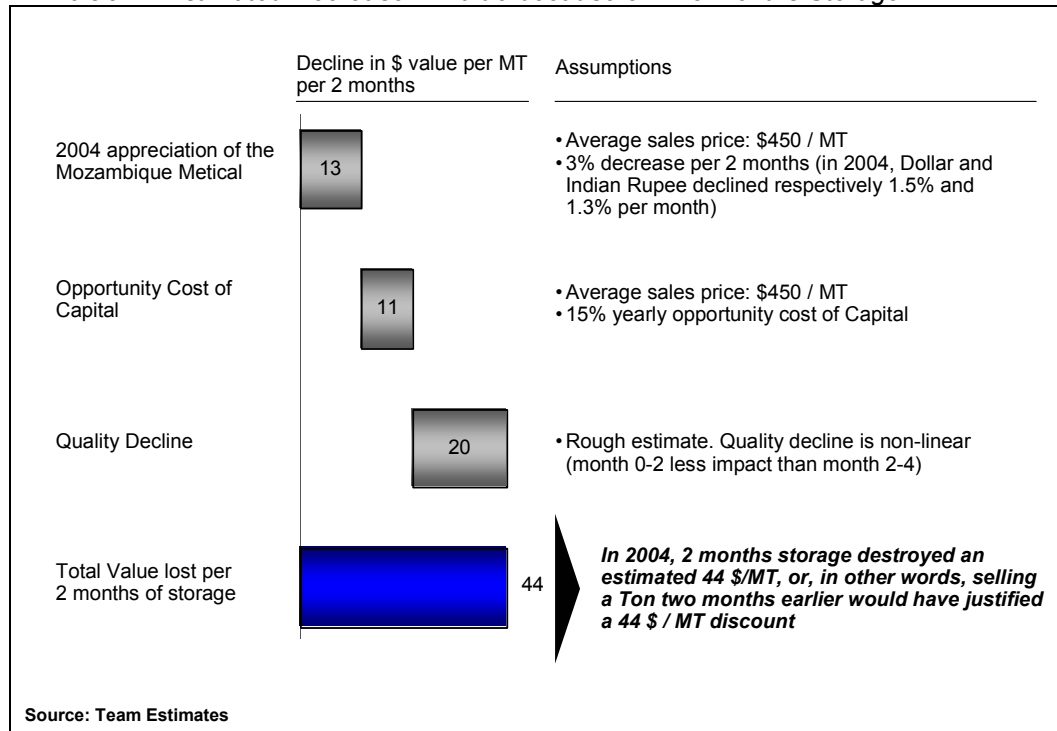 Decline in $ value per MT
per 2 months
Assumptions
2004 appreciation of the
Mozambique Metical
13
• Average sales price: $450 / MT
• 3% decrease per 2 months (in 2004, Dollar and
Indian Rupee declined respectively 1.5% and
1.3% per month)
Opportunity Cost of
Capital
11
• Average sales price: $450 / MT
• 15% yearly opportunity cost of Capital
Quality Decline
20
• Rough estimate. Quality decline is non-linear
(month 0-2 less impact than month 2-4)
Total Value lost per
2 months of storage
44
In 2004, 2 months storage destroyed an
estimated 44 $/MT, or, in other words, selling
a Ton two months earlier would have justified
a 44 $ / MT discount
Source: Team Estimates